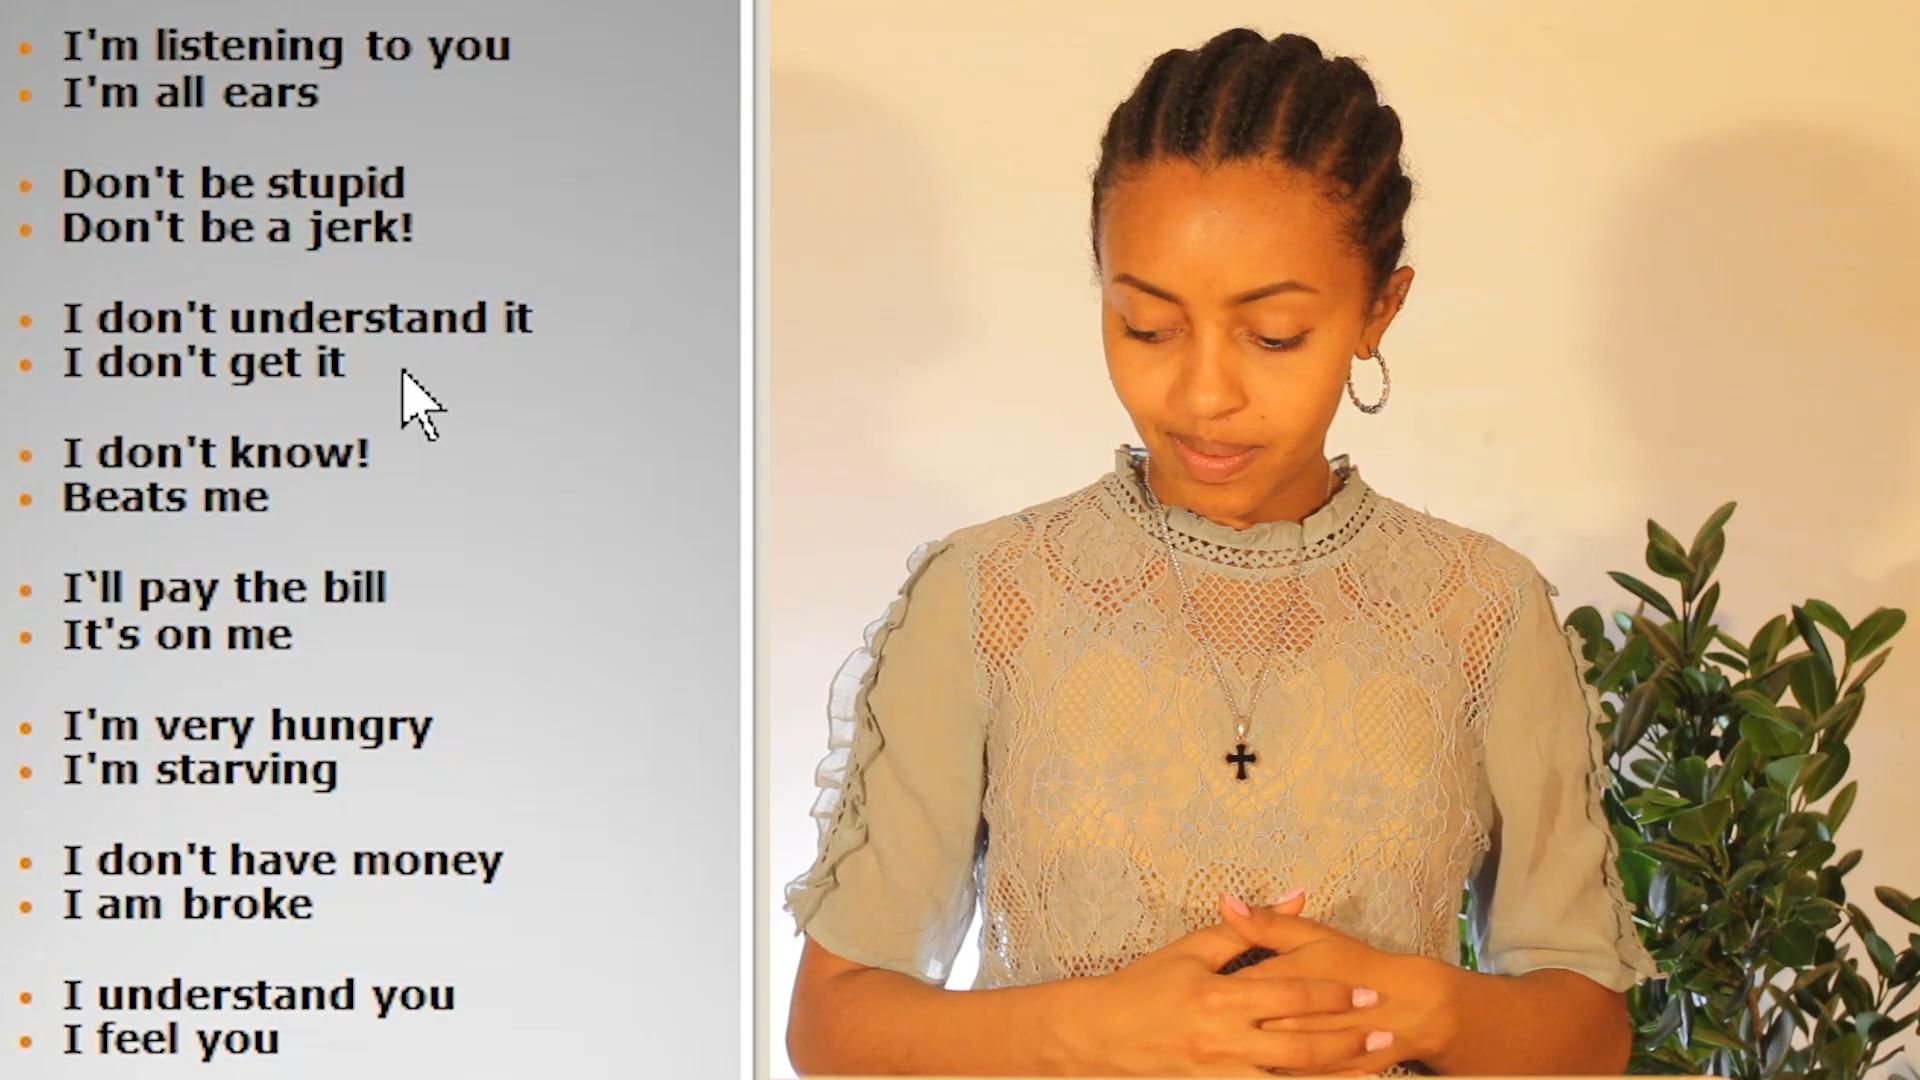 I'm listening to you
I'm all ears
Don't be stupid
Don't be a jerk!
I don't understand it
I don't get it
I don't know!
Beats me
I`ll pay the bill
It's on me
I'm very hungry
I'm starving
I don't have money
I am broke
I understand you
I feel you